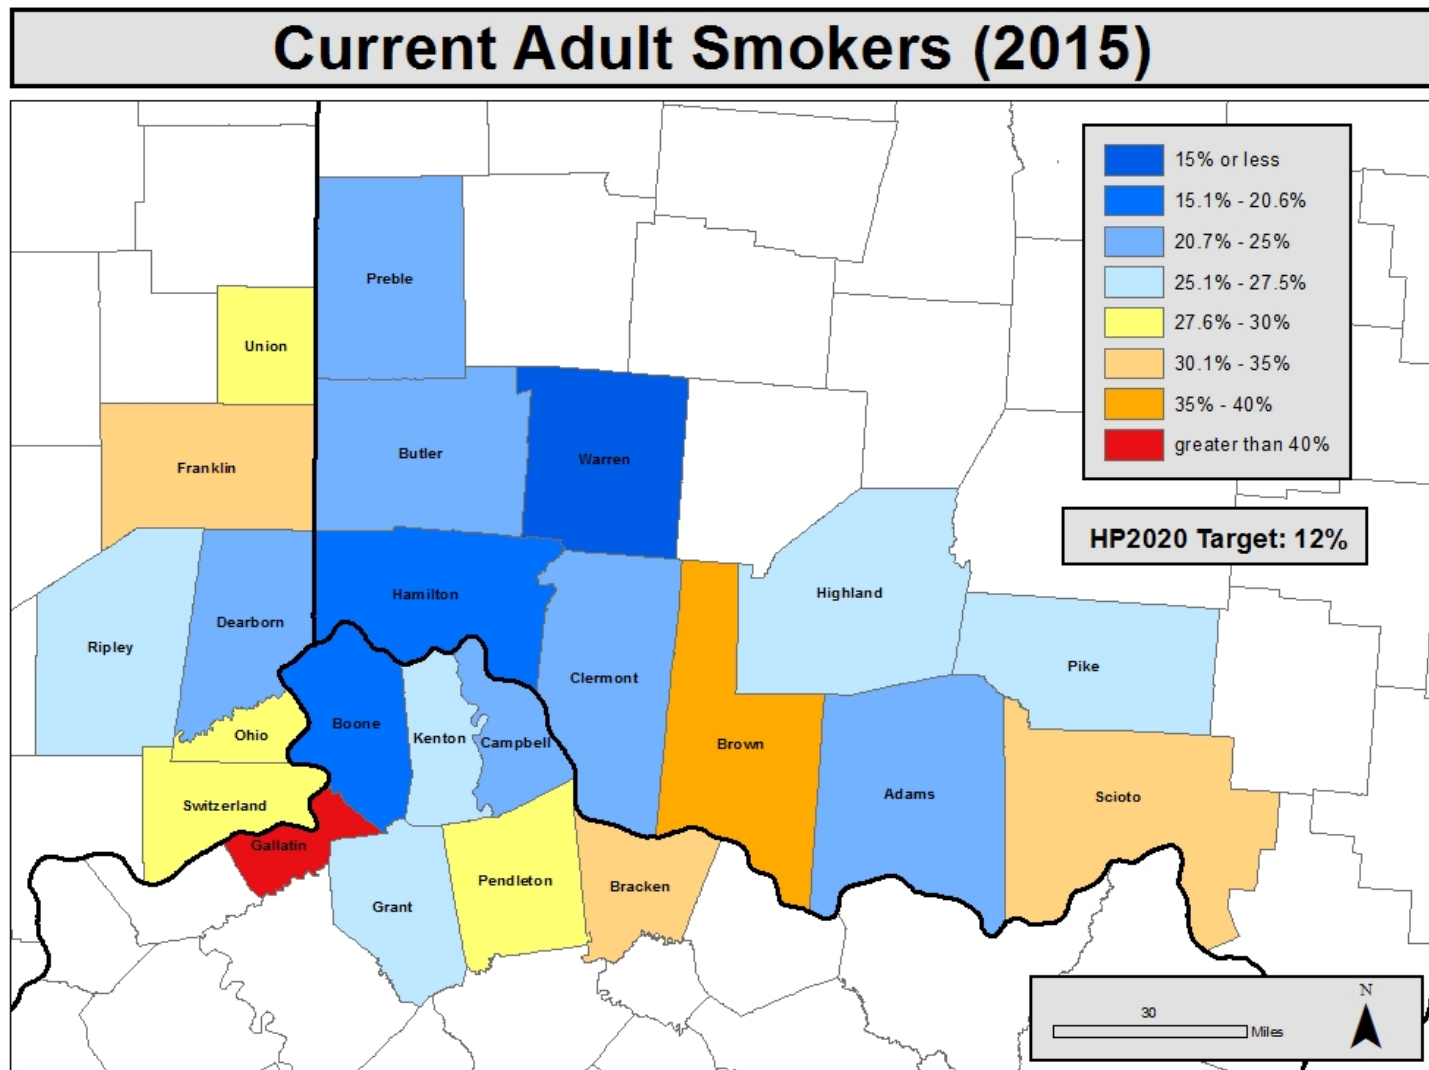 Current Adult Smokers (2015)
15% or less
15.1% - 20.6%
20.7% - 25%
25.1% - 27.5%
27.6% - 30%
30.1% - 35%
35% - 40%
greater than 40%
HP2020 Target: 12%
Preble
Union
Butler
Warren
Franklin
Hamilton
Highland
Dearborn
Ripley
Pike
Clermont
Boone
Kenton
Campbell
Ohio
Brown
Adams
Scioto
Switzerland
Gallatin
Pendleton
Bracken
Grant
N
30
Miles